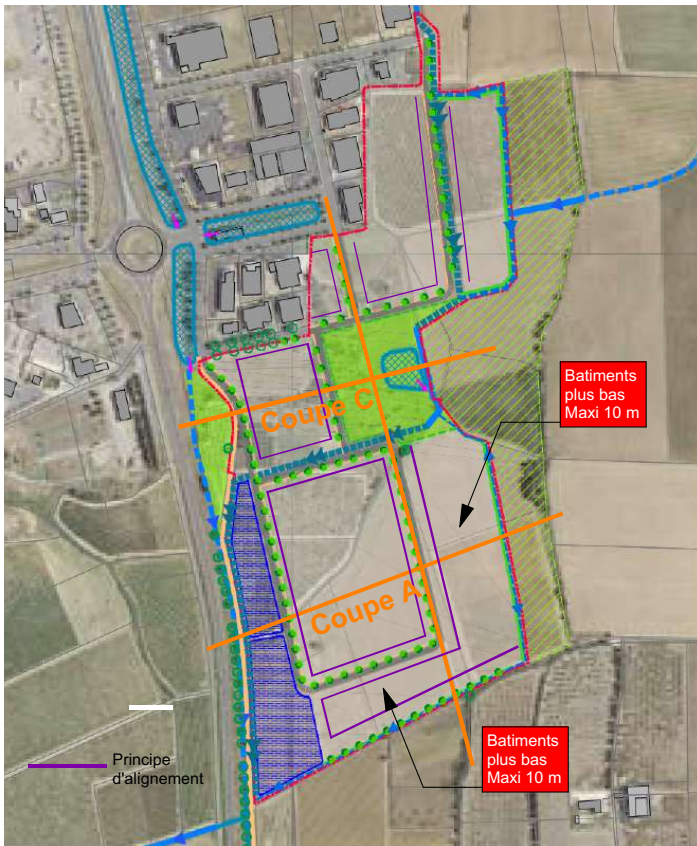 Batiments
plus bas
Maxi 10 m
Coupe C
Coupe A
Principe
d'alignement
Batiments
plus bas
Maxi 10 m